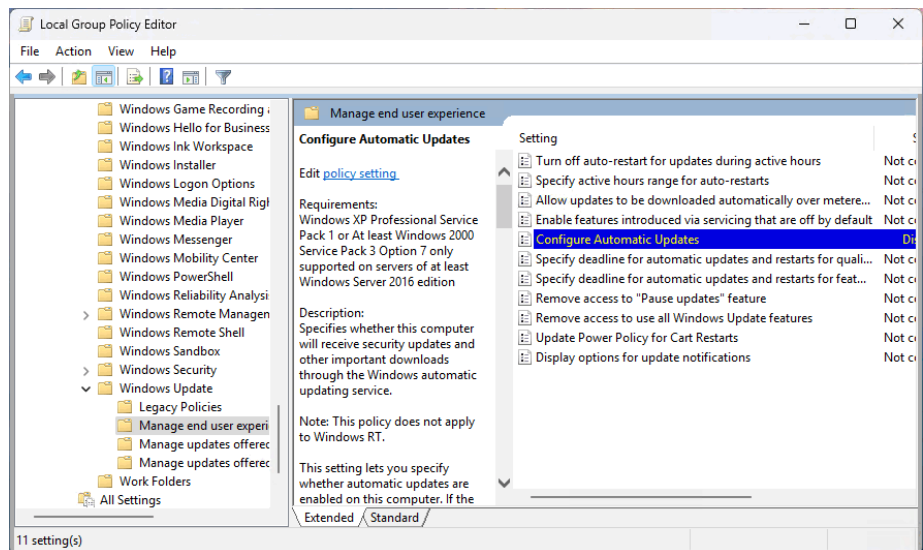 Local Group Policy Editor
File Action View Help
Windows Game Recording
Windows Hello for Business
Windows Ink Workspace
Windows Installer
Windows Logon Options
Windows Media Digital Righ
Windows Media Player
Windows Messenger
Windows Mobility Center
Windows PowerShell
Windows Reliability Analysi
Windows Remote Managen
Windows Remote Shell
Windows Sandbox
Windows Security
Windows Update
Legacy Policies
Manage end user experi
Manage updates offered
Manage updates offered
Work Folders
All Settings
Manage end user experience
Configure Automatic Updates
Edit policy setting
Requirements:
Windows XP Professional Service
Pack 1 or At least Windows 2000
Service Pack 3 Option 7 only
supported on servers of at least
Windows Server 2016 edition
Description:
Specifies whether this computer
will receive security updates and
other important downloads
through the Windows automatic
updating service.
Note: This policy does not apply
to Windows RT.
This setting lets you specify
whether automatic updates are
enabled on this computer. If the
Setting
Turn off auto-restart for updates during active hours Not c
Specify active hours range for auto-restarts Not c
Allow updates to be downloaded automatically over metere... Not c
Enable features introduced via servicing that are off by default Not c
Configure Automatic Updates Dis
Specify deadline for automatic updates and restarts for quali... Not c
Specify deadline for automatic updates and restarts for feat... Not c
Remove access to "Pause updates" feature Not c
Remove access to use all Windows Update features Not c
Update Power Policy for Cart Restarts Not c
Display options for update notifications Not c
Extended Standard
11 setting(s)